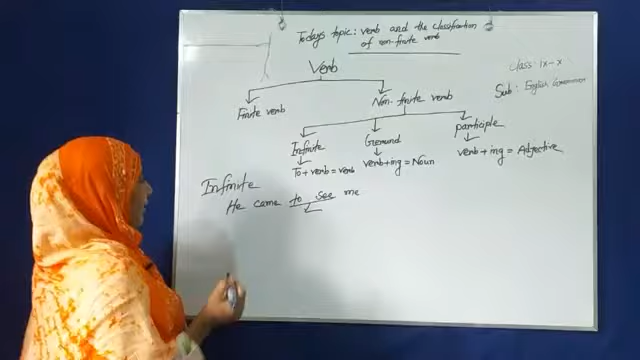 Todays topic: verb and the classification
of non-finite verb
Class: IX-X
Sub: English Grammar
Verb
Finite verb
Non-finite verb
Infinite
Geround
participle
To+verb=verb
verb+ing=Noun
verb+ing=Adjective
Infinite
He came to see me